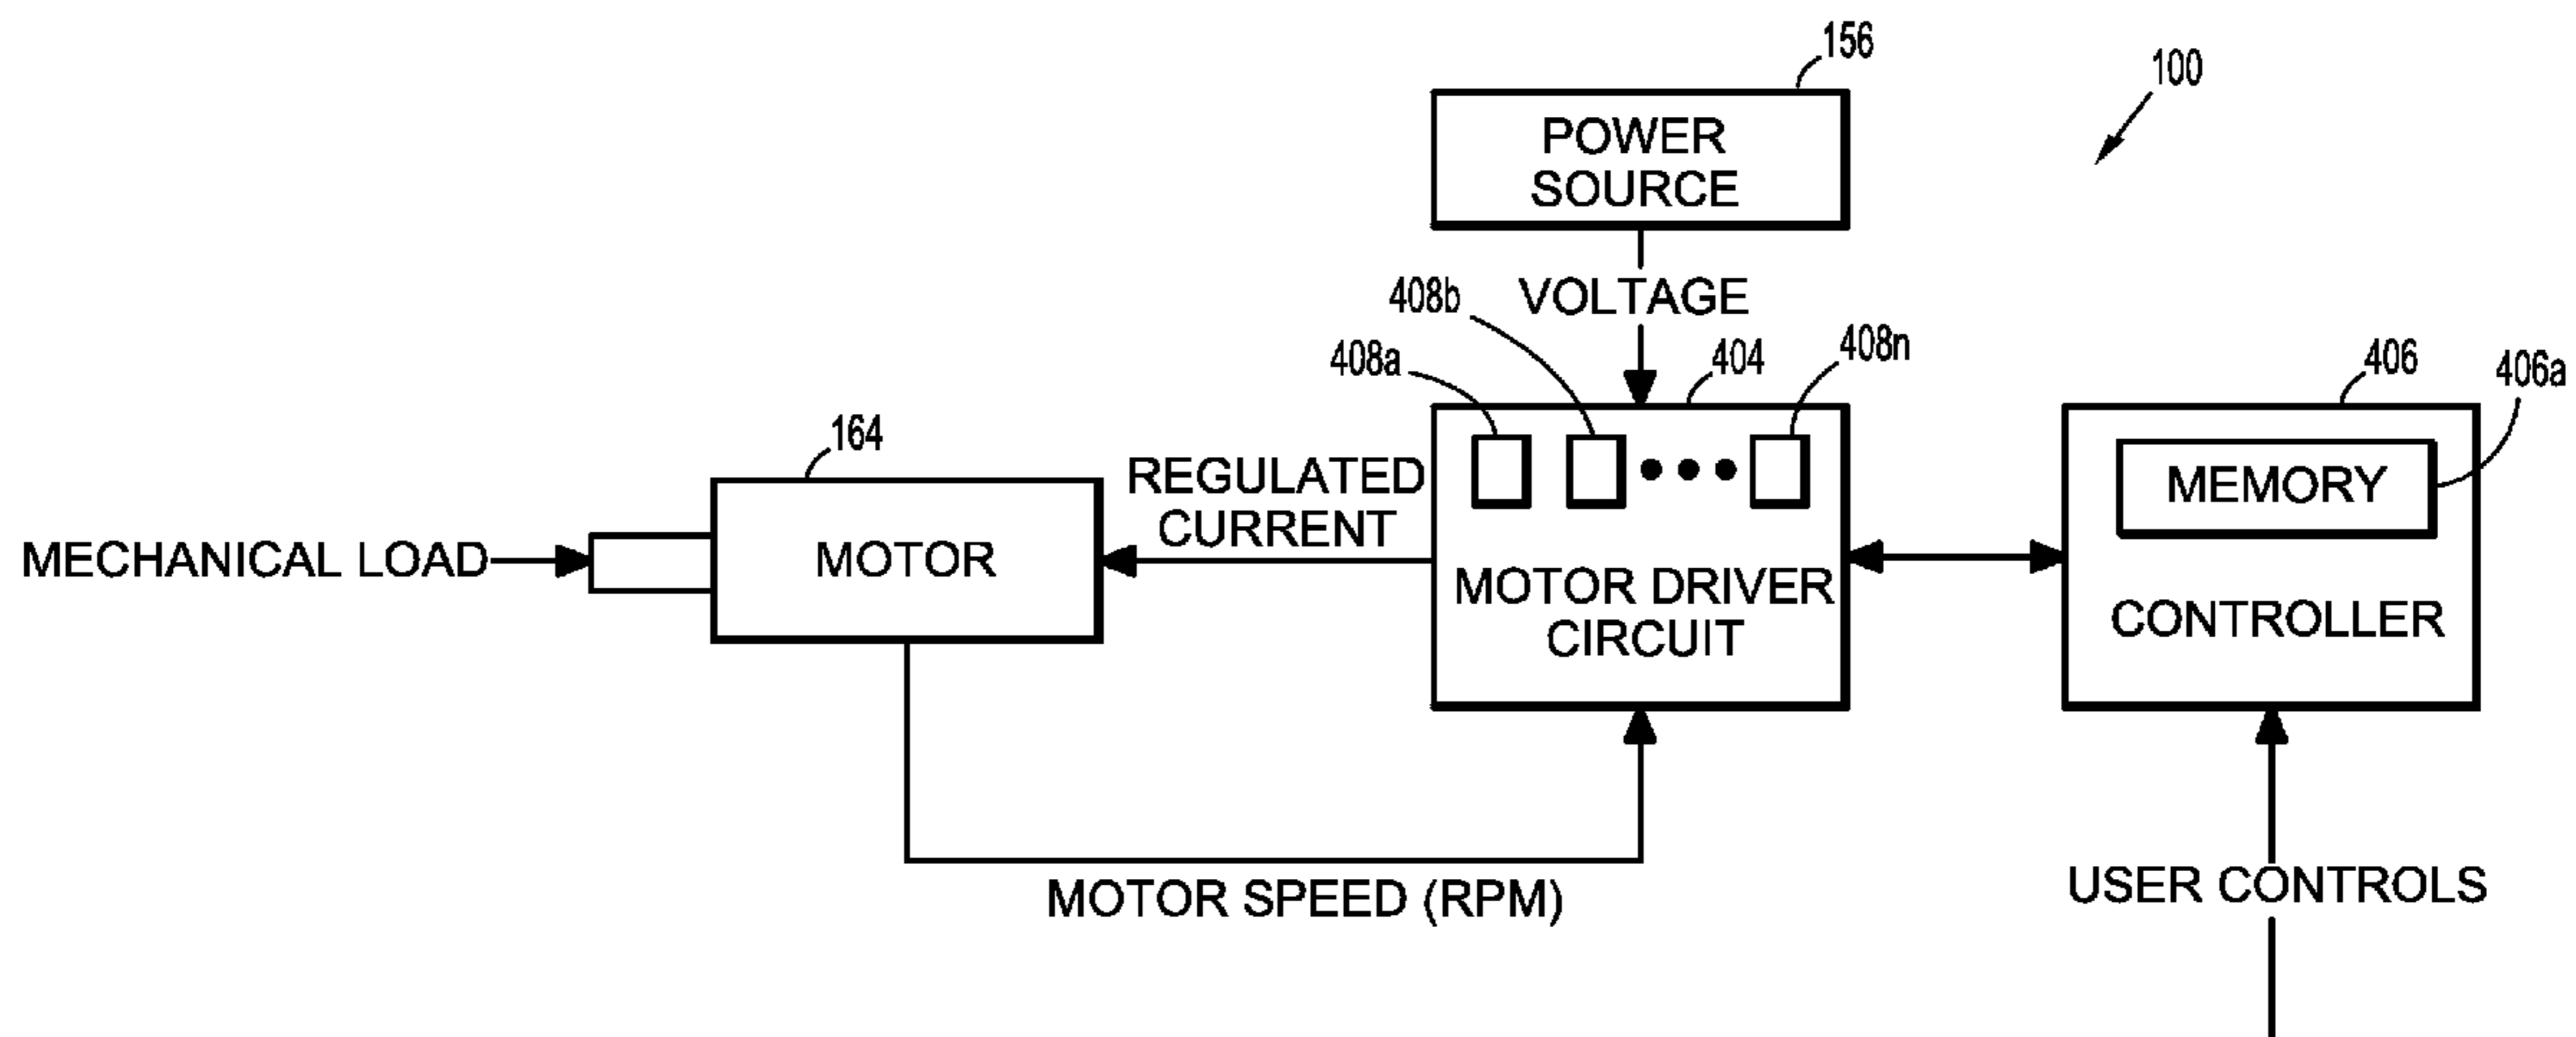 156
100
POWER
SOURCE
408b
VOLTAGE
408a
404
408n
406
406a
164
REGULATED
CURRENT
MEMORY
MECHANICAL LOAD
MOTOR
MOTOR DRIVER
CIRCUIT
CONTROLLER
MOTOR SPEED (RPM)
USER CONTROLS